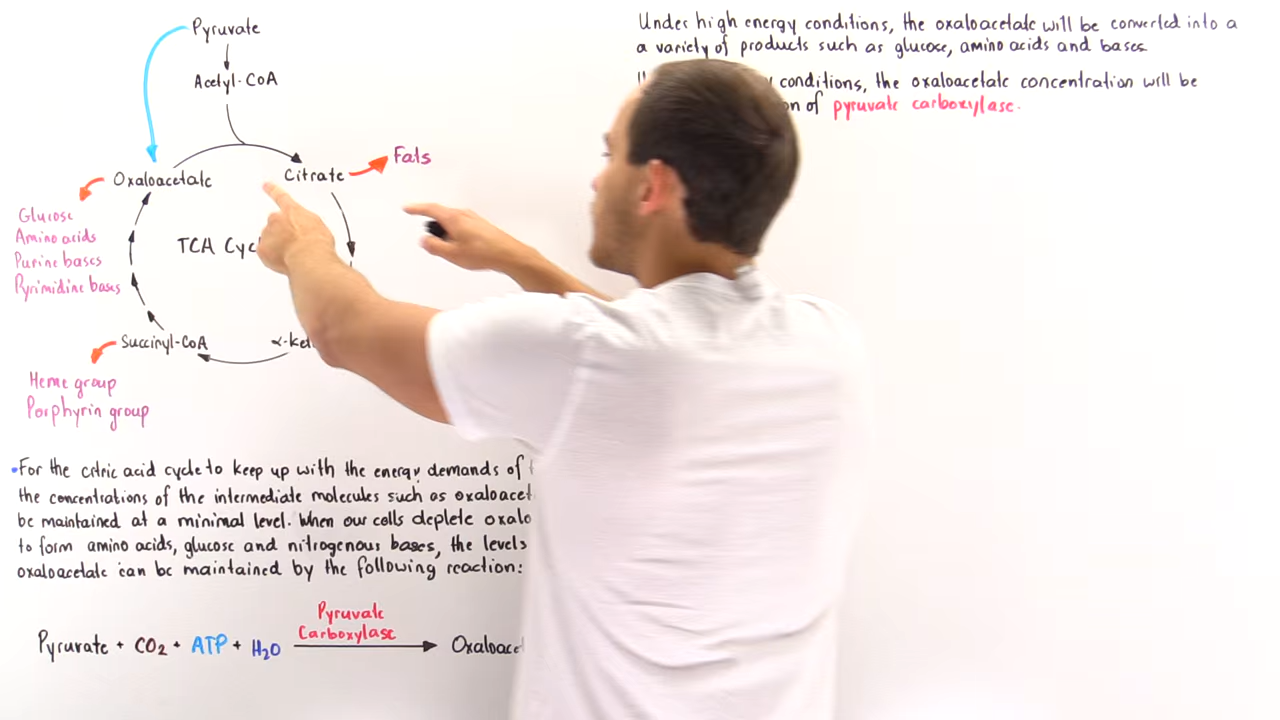 Pyruvate
Acetyl-CoA
Oxaloacetate
Citrate
Fats
Glucose
Amino acids
Purine bases
Pyrimidine bases
TCA Cyc
Succinyl-CoA
α-ket
Heme group
Porphyrin group
• For the citric acid cycle to keep up with the energy demands of
the concentrations of the intermediate molecules such as oxaloacet
be maintained at a minimal level. When our cells deplete oxalo
to form amino acids, glucose and nitrogenous bases, the levels
oxaloacetate can be maintained by the following reaction:
Pyruvate
Carboxylase
Pyruvate + CO₂ + ATP + H₂O Oxaloacet
Under high energy conditions, the oxaloacetate will be converted into a
a variety of products such as glucose, amino acids and bases
conditions, the oxaloacetate concentration will be
of pyruvate carboxylase.